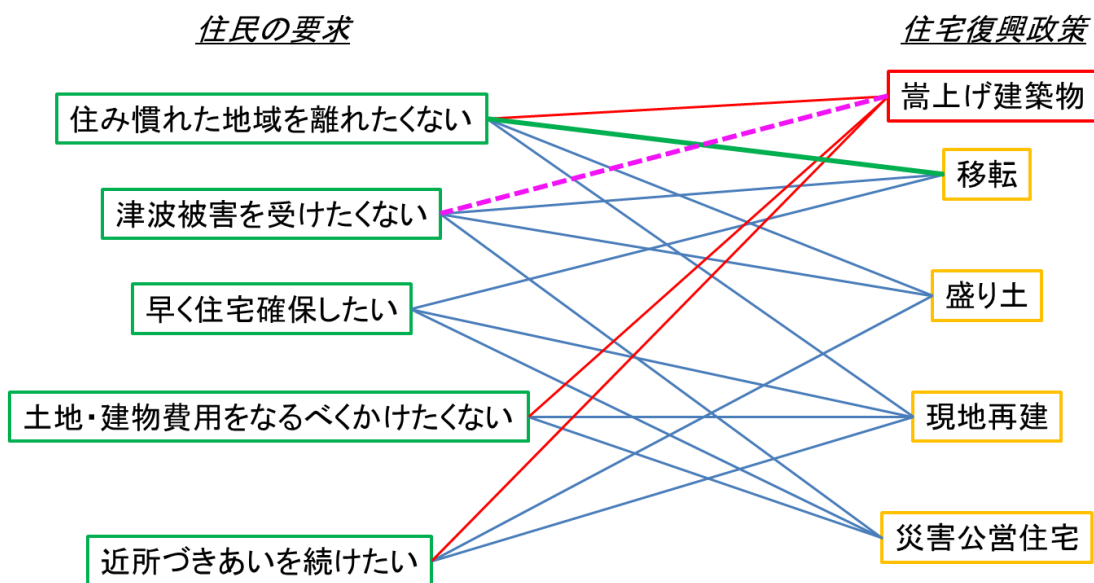 住民の要求
住宅復興政策
住み慣れた地域を離れたくない
嵩上げ建築物
移転
津波被害を受けたくない
早く住宅確保したい
盛り土
土地・建物費用をなるべくかけたくない
現地再建
近所づきあいを続けたい
災害公営住宅